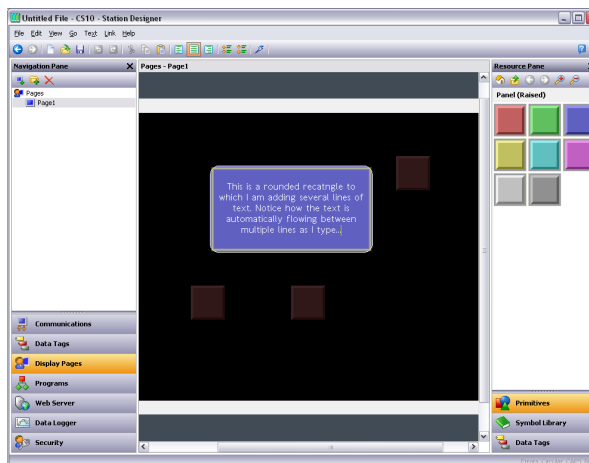 Untitled File - CS10 - Station Designer
File Edit View Go Text Link Help
Navigation Pane
Pages
Page1
Communications
Data Tags
Display Pages
Programs
Web Server
Data Logger
Security
Pages - Page1
This is a rounded recatngle to
which I am adding several lines of
text. Notice how the text is
automatically flowing between
multiple lines as I type..
Resource Pane
Panel (Raised)
Primitives
Symbol Library
Data Tags